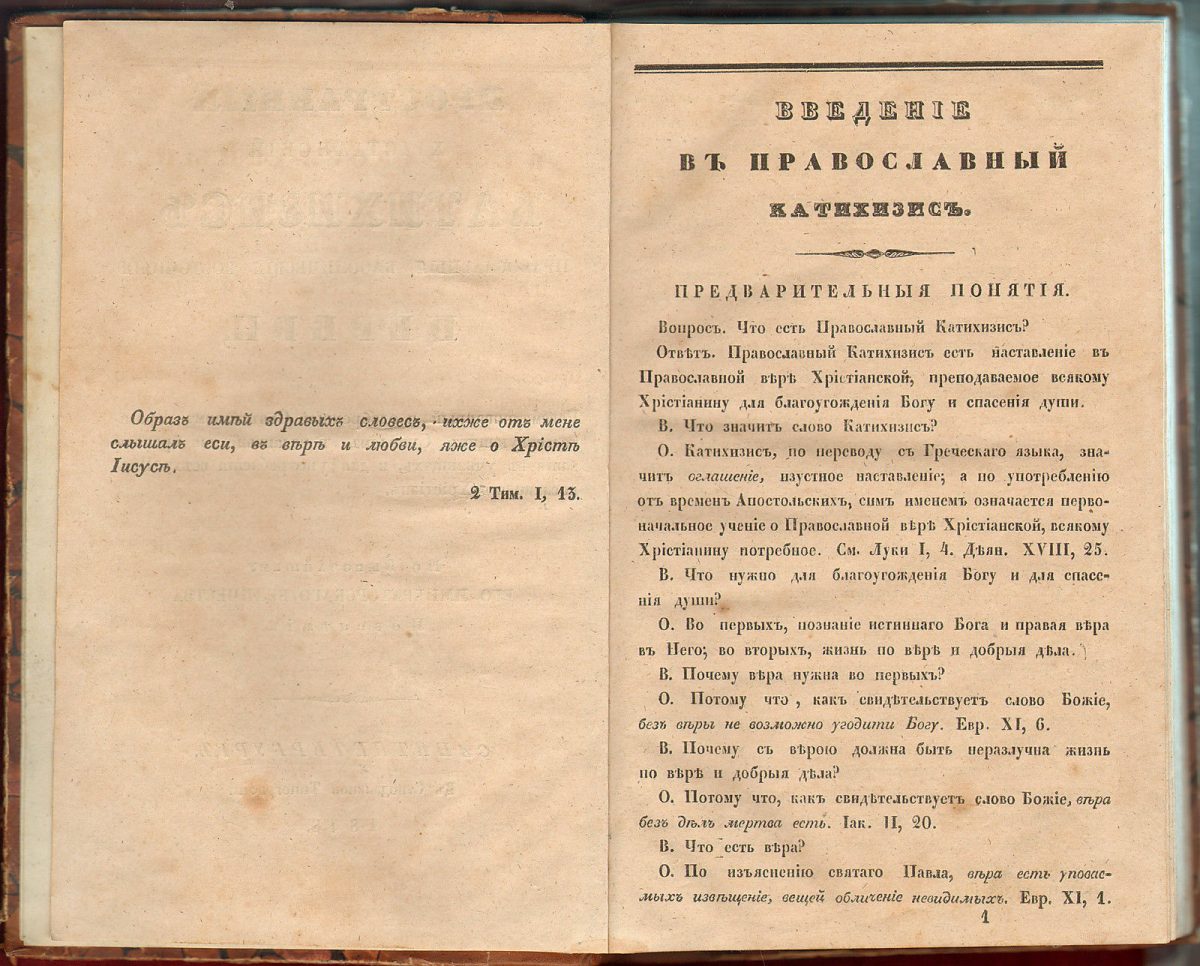 Образъ имѣй здравыхъ словесъ, ихже отъ мене
слышалъ еси, въ вѣрѣ и любви, яже о Хрістѣ
Іисусѣ.
2 Тим. I, 13.
ВВЕДЕНІЕ
ВЪ ПРАВОСЛАВНЫЙ
КАТИХИЗИСЪ.
ПРЕДВАРИТЕЛЬНЫЯ ПОНЯТІЯ.
Вопросъ. Что есть Православный Катихизисъ?
Отвѣтъ. Православный Катихизисъ есть наставленіе въ
Православной вѣрѣ Хрістіанской, преподаваемое всякому
Хрістіанину для благоугожденія Богу и спасенія души.
В. Что значитъ слово Катихизисъ?
О. Катихизисъ, по переводу съ Греческаго языка, зна-
читъ оглашеніе, изустное наставленіе; а по употребленію
отъ временъ Апостольскихъ, симъ именемъ означается перво-
начальное ученіе о Православной вѣрѣ Хрістіанской, всякому
Хрістіанину потребное. См. Луки I, 4. Дѣян. XVIII, 25.
В. Что нужно для благоугожденія Богу и для спасе-
нія души?
О. Во первыхъ, познаніе истиннаго Бога и правая вѣра
въ Него; во вторыхъ, жизнь по вѣрѣ и добрыя дѣла.
В. Почему вѣра нужна во первыхъ?
О. Потому что, какъ свидѣтельствуетъ слово Божіе,
безъ вѣры не возможно угодити Богу. Евр. XI, 6.
В. Почему съ вѣрою должна быть неразлучна жизнь
по вѣрѣ и добрыя дѣла?
О. Потому что, какъ свидѣтельствуетъ слово Божіе, вѣра
безъ дѣлъ мертва есть. Іак. II, 20.
В. Что есть вѣра?
О. По изъясненію святаго Павла, вѣра есть уповае-
мыхъ извѣщеніе, вещей обличеніе невидимыхъ. Евр. XI, 1.
1